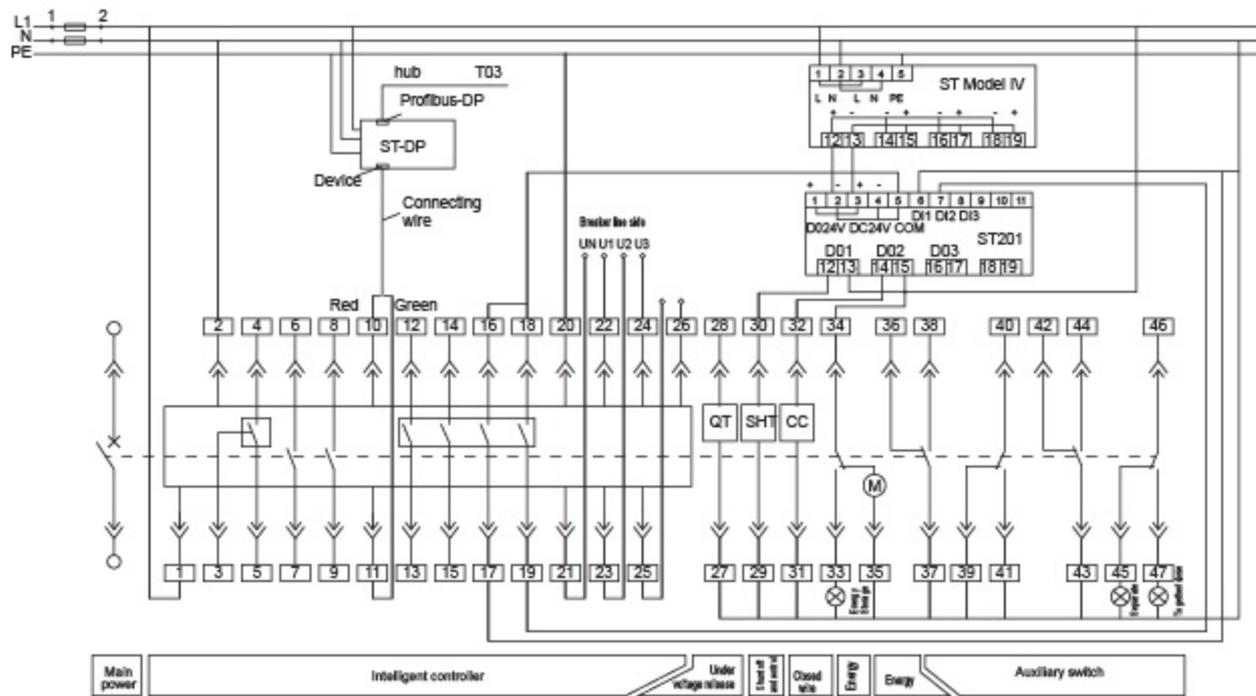 L1 1 2
N
PE
hub T03
Profibus-DP
ST-DP
Device
Connecting
wire
Red Green
1 2 3 4 5
ST Model IV
L N L N PE
+ - - + - + - +
12 13 14 15 16 17 18 19
+ - + -
1 2 3 4 5 6 7 8 9 10 11
DI1 DI2 DI3
D024V DC24V COM
ST201
D01 D02 D03
12 13 14 15 16 17 18 19
Breaker line side
UN U1 U2 U3
2 4 6 8 10 12 14 16 18 20 22 24 26 28 30 32 34 36 38 40 42 44 46
QT SHT CC
M
1 3 5 7 9 11 13 15 17 19 21 23 25 27 29 31 33 35 37 39 41 43 45 47
Energy
Storage
Main
power
Intelligent controller
Under
voltage release
Closed
wire
Energy
Energy
Auxiliary switch